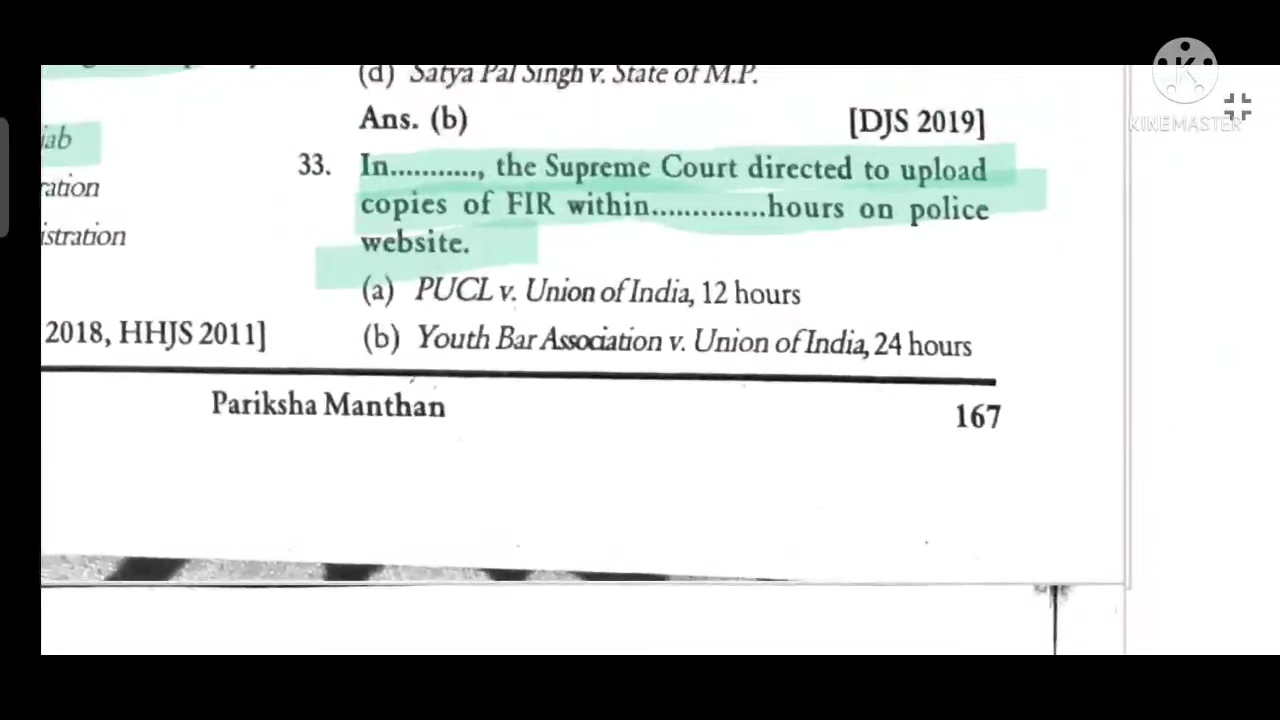 (d) Satya Pal Singh v. State of M.P.
Ans. (b) [DJS 2019]
33. In..........., the Supreme Court directed to upload
copies of FIR within..............hours on police
website.
(a) PUCL v. Union of India, 12 hours
(b) Youth Bar Association v. Union of India, 24 hours
iab
ration
istration
2018, HHJS 2011]
Pariksha Manthan 167
KINEMASTER